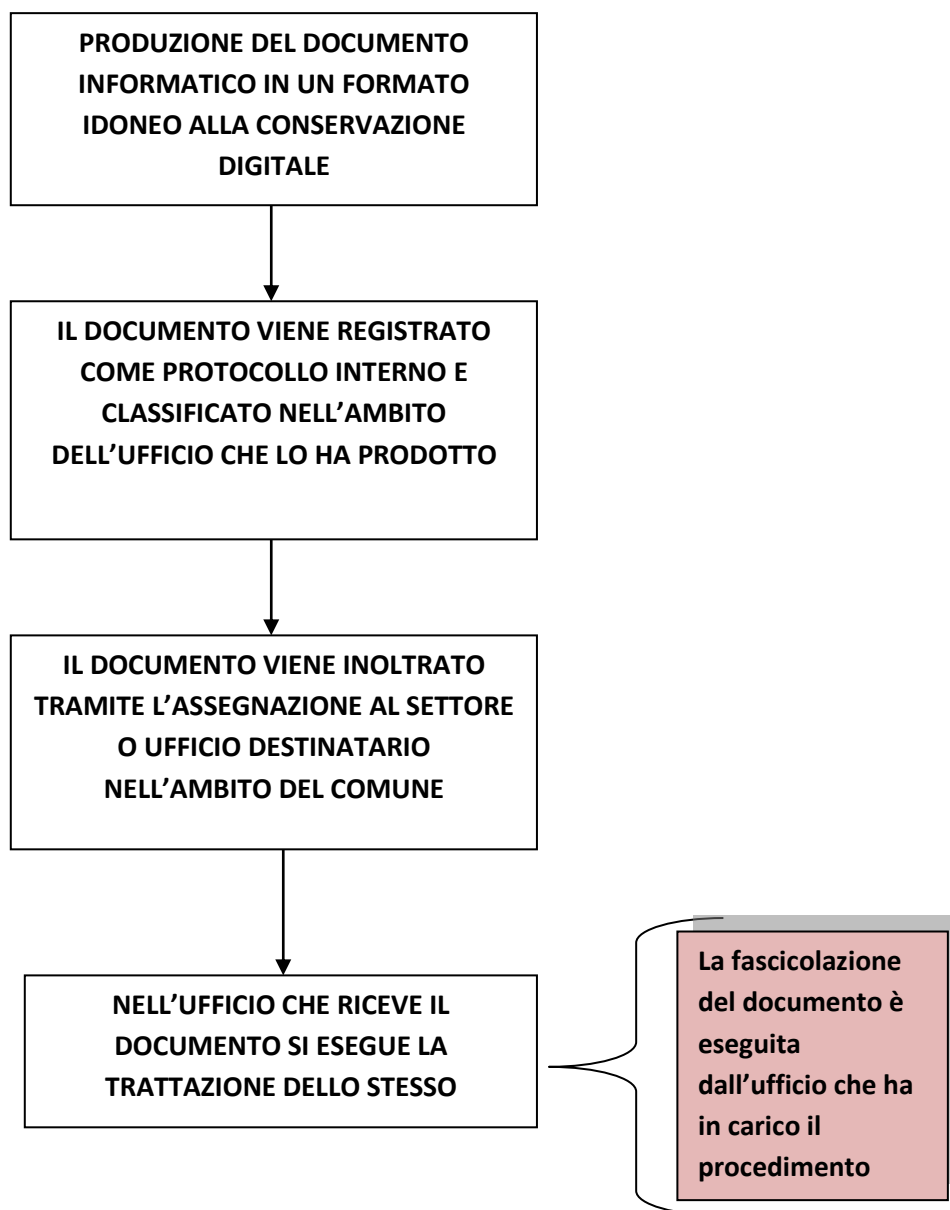 PRODUZIONE DEL DOCUMENTO
INFORMATICO IN UN FORMATO
IDONEO ALLA CONSERVAZIONE
DIGITALE
IL DOCUMENTO VIENE REGISTRATO
COME PROTOCOLLO INTERNO E
CLASSIFICATO NELL’AMBITO
DELL’UFFICIO CHE LO HA PRODOTTO
IL DOCUMENTO VIENE INOLTRATO
TRAMITE L’ASSEGNAZIONE AL SETTORE
O UFFICIO DESTINATARIO
NELL’AMBITO DEL COMUNE
NELL’UFFICIO CHE RICEVE IL
DOCUMENTO SI ESEGUE LA
TRATTAZIONE DELLO STESSO
La fascicolazione
del documento è
eseguita
dall’ufficio che ha
in carico il
procedimento